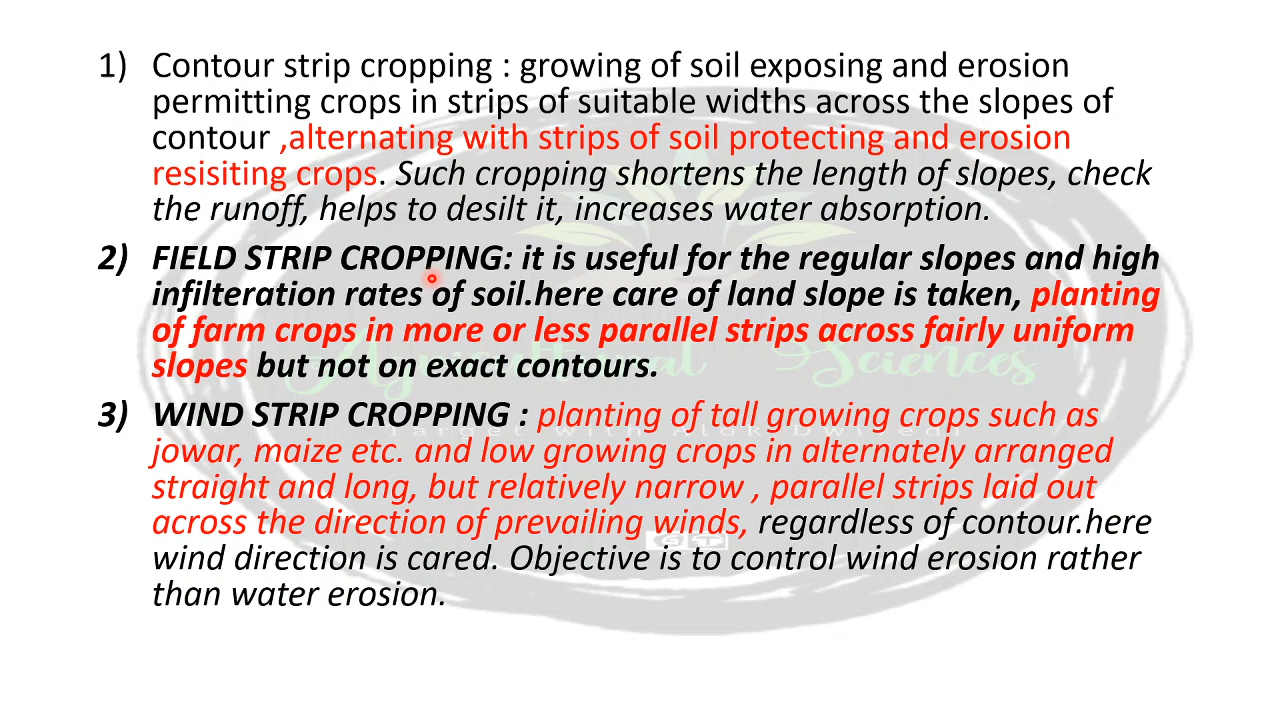 1) Contour strip cropping : growing of soil exposing and erosion
permitting crops in strips of suitable widths across the slopes of
contour ,alternating with strips of soil protecting and erosion
resisiting crops. Such cropping shortens the length of slopes, check
the runoff, helps to desilt it, increases water absorption.
2) FIELD STRIP CROPPING: it is useful for the regular slopes and high
infilteration rates of soil.here care of land slope is taken, planting
of farm crops in more or less parallel strips across fairly uniform
slopes but not on exact contours.
3) WIND STRIP CROPPING : planting of tall growing crops such as
jowar, maize etc. and low growing crops in alternately arranged
straight and long, but relatively narrow , parallel strips laid out
across the direction of prevailing winds, regardless of contour.here
wind direction is cared. Objective is to control wind erosion rather
than water erosion.
Agricultural Sciences
Target with Alok Dwivedi